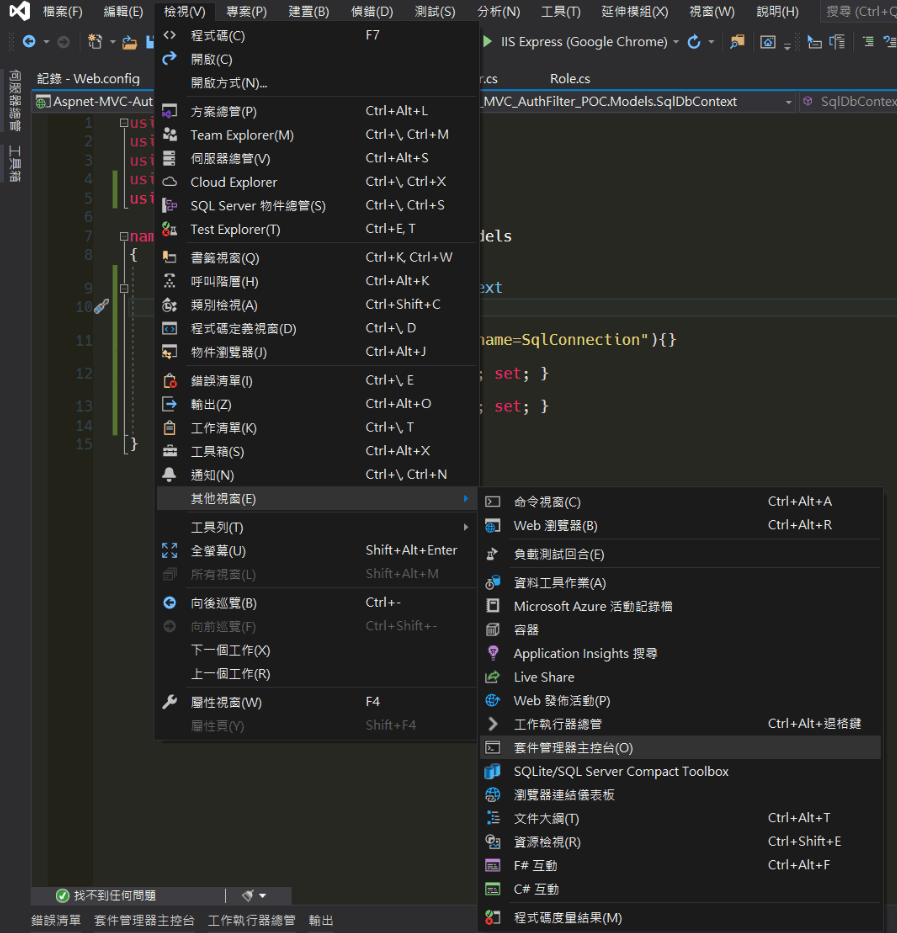 檔案(F) 編輯(E) 檢視(V) 專案(P) 建置(B) 偵錯(D) 測試(S) 分析(N) 工具(T) 延伸模組(X) 視窗(W) 說明(H) 搜尋 (Ctrl+Q
IIS Express (Google Chrome)
伺服器總管
工具箱
記錄 - Web.config
r.cs Role.cs
Aspnet-MVC-Aut
_MVC_AuthFilter_POC.Models.SqlDbContext SqlDbContex
1 usi
2 usi
3 usi
4 usi
5 usi
6
7 nam dels
8 {
9 ext
10
11 name=SqlConnection"){}
12 ; set; }
13 ; set; }
14
15 }
程式碼(C) F7
開啟(C)
開啟方式(N)...
方案總管(P) Ctrl+Alt+L
Team Explorer(M) Ctrl+\, Ctrl+M
伺服器總管(V) Ctrl+Alt+S
Cloud Explorer Ctrl+\, Ctrl+X
SQL Server 物件總管(S) Ctrl+\, Ctrl+S
Test Explorer(T) Ctrl+E, T
書籤視窗(Q) Ctrl+K, Ctrl+W
呼叫階層(H) Ctrl+Alt+K
類別檢視(A) Ctrl+Shift+C
程式碼定義視窗(D) Ctrl+\, D
物件瀏覽器(J) Ctrl+Alt+J
錯誤清單(I) Ctrl+\, E
輸出(Z) Ctrl+Alt+O
工作清單(K) Ctrl+\, T
工具箱(S) Ctrl+Alt+X
通知(N) Ctrl+\, Ctrl+N
其他視窗(E)
工具列(T)
全螢幕(U) Shift+Alt+Enter
所有視窗(L) Shift+Alt+M
向後巡覽(B) Ctrl+-
向前巡覽(F) Ctrl+Shift+-
下一個工作(X)
上一個工作(R)
屬性視窗(W) F4
屬性頁(Y) Shift+F4
命令視窗(C) Ctrl+Alt+A
Web 瀏覽器(B) Ctrl+Alt+R
負載測試回合(E)
資料工具作業(A)
Microsoft Azure 活動記錄檔
容器
Application Insights 搜尋
Live Share
Web 發佈活動(P)
工作執行器總管 Ctrl+Alt+退格鍵
套件管理器主控台(O)
SQLite/SQL Server Compact Toolbox
瀏覽器連結儀表板
文件大綱(T) Ctrl+Alt+T
資源檢視(R) Ctrl+Shift+E
F# 互動 Ctrl+Alt+F
C# 互動
程式碼度量結果(M)
找不到任何問題
錯誤清單 套件管理器主控台 工作執行器總管 輸出